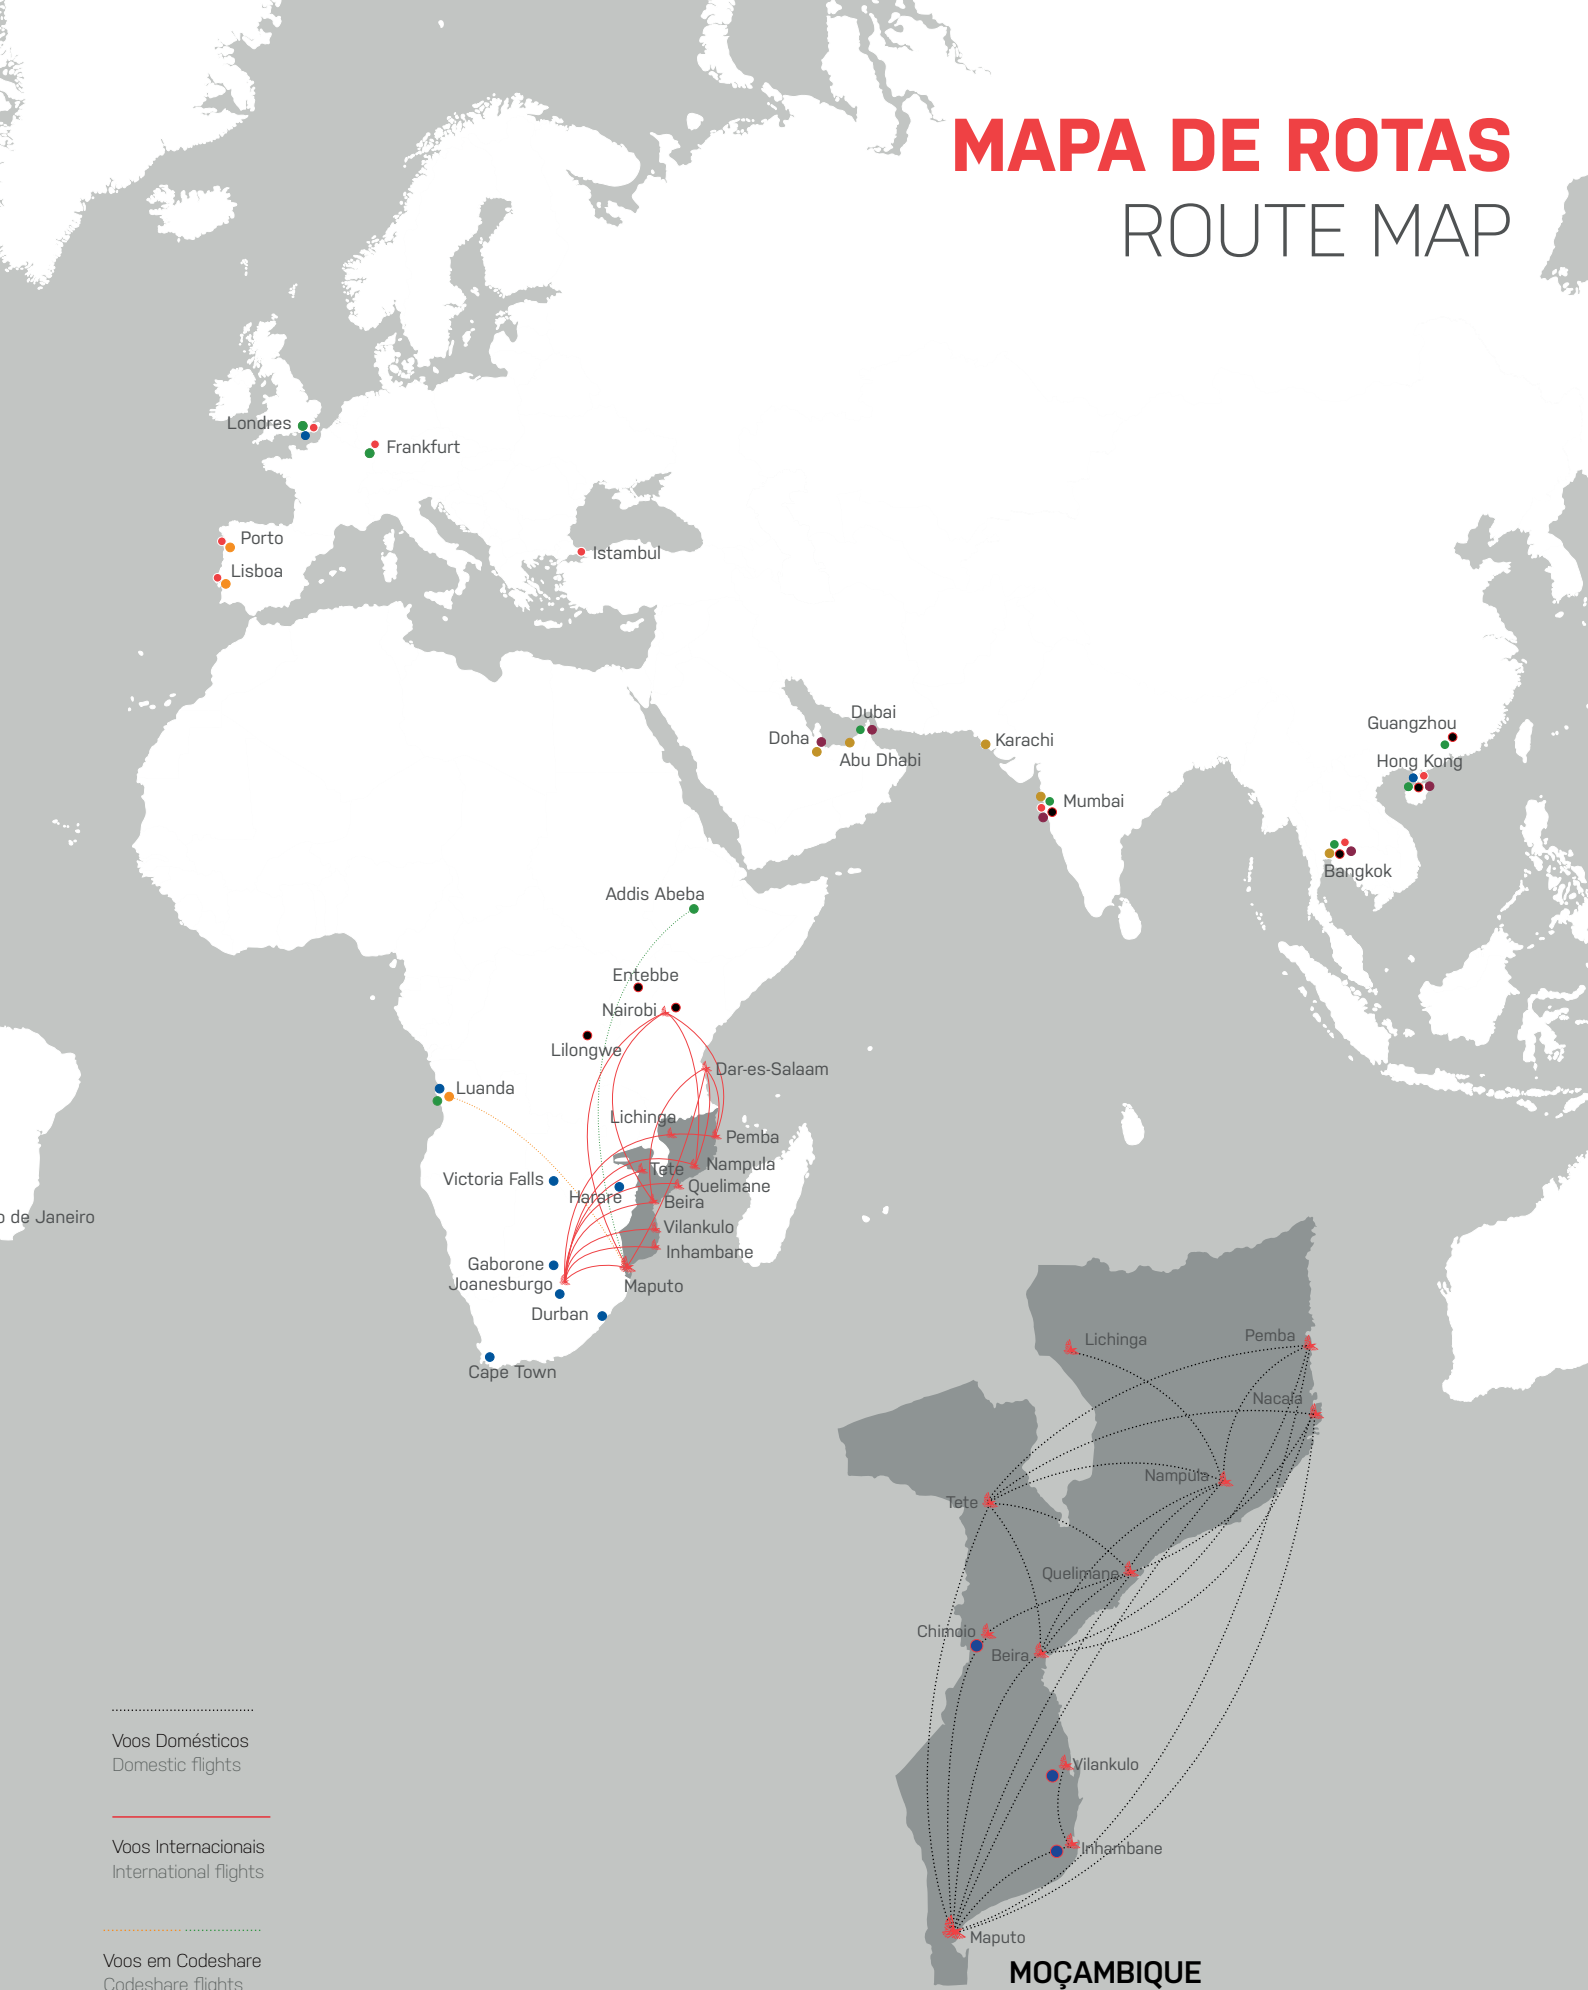 MAPA DE ROTAS
ROUTE MAP
Londres
Frankfurt
Porto
Istambul
Lisboa
Dubai
Guangzhou
Doha
Karachi
Abu Dhabi
Hong Kong
Mumbai
Bangkok
Addis Abeba
Entebbe
Nairobi
Lilongwe
Dar-es-Salaam
Luanda
Lichinga
Pemba
Nampula
Tete
Victoria Falls
Quelimane
Harare
Beira
o de Janeiro
Vilankulo
Inhambane
Gaborone
Joanesburgo
Maputo
Durban
Cape Town
Lichinga
Pemba
Nacala
Nampula
Tete
Quelimane
Chimoio
Beira
Vilankulo
Inhambane
Maputo
MOÇAMBIQUE
Voos Domésticos
Domestic flights
Voos Internacionais
International flights
Voos em Codeshare
Codeshare flights